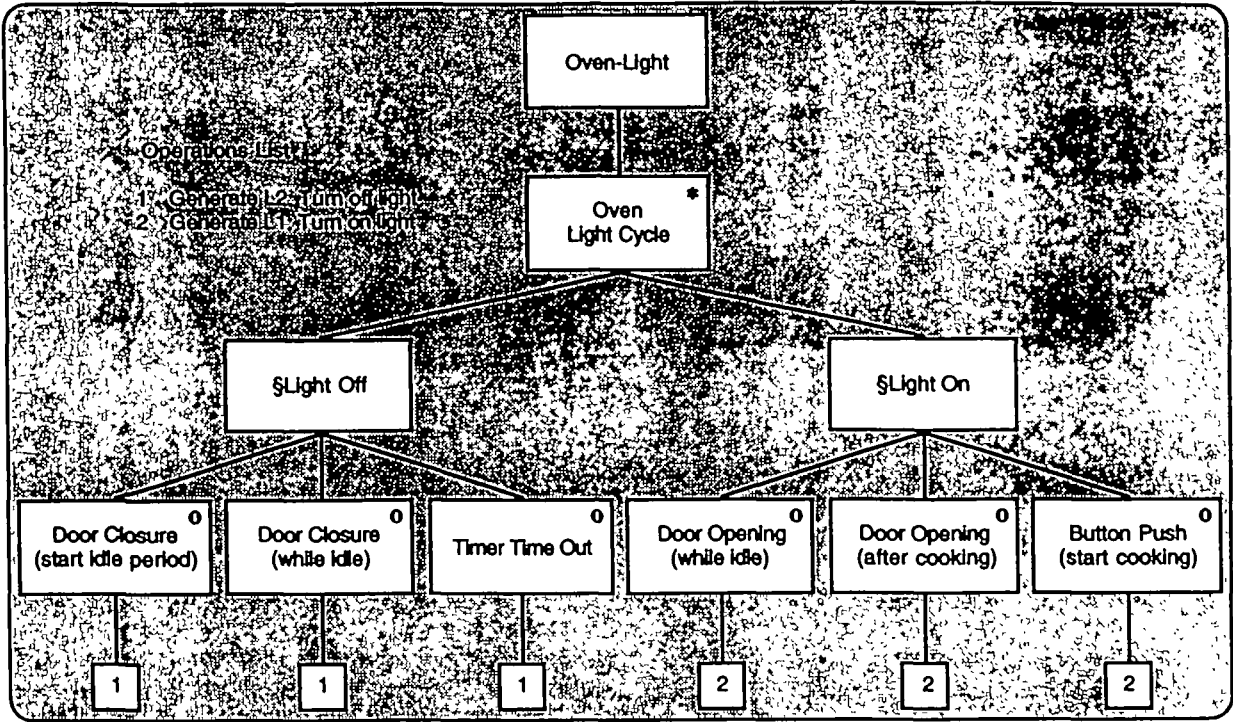 Oven-Light
Operations List
1. Generate L2: Turn off light
2. Generate L1: Turn on light
Oven *
Light Cycle
§Light Off
§Light On
Door Closure o
(start idle period)
Door Closure o
(while idle)
Timer Time Out o
Door Opening o
(while idle)
Door Opening o
(after cooking)
Button Push o
(start cooking)
1
1
1
2
2
2